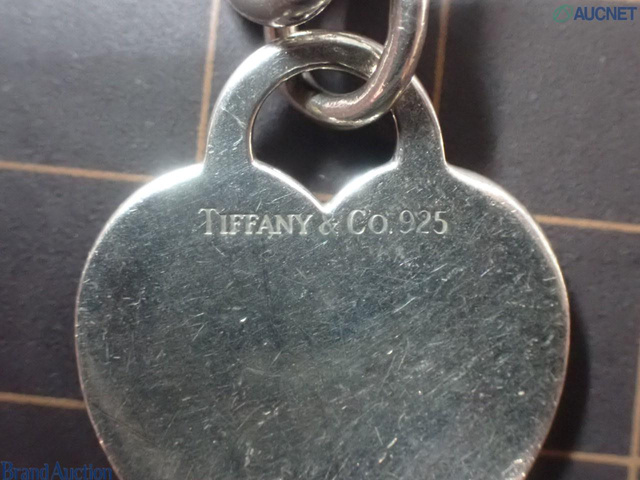 AUCNET
TIFFANY & CO. 925
Brand Auction